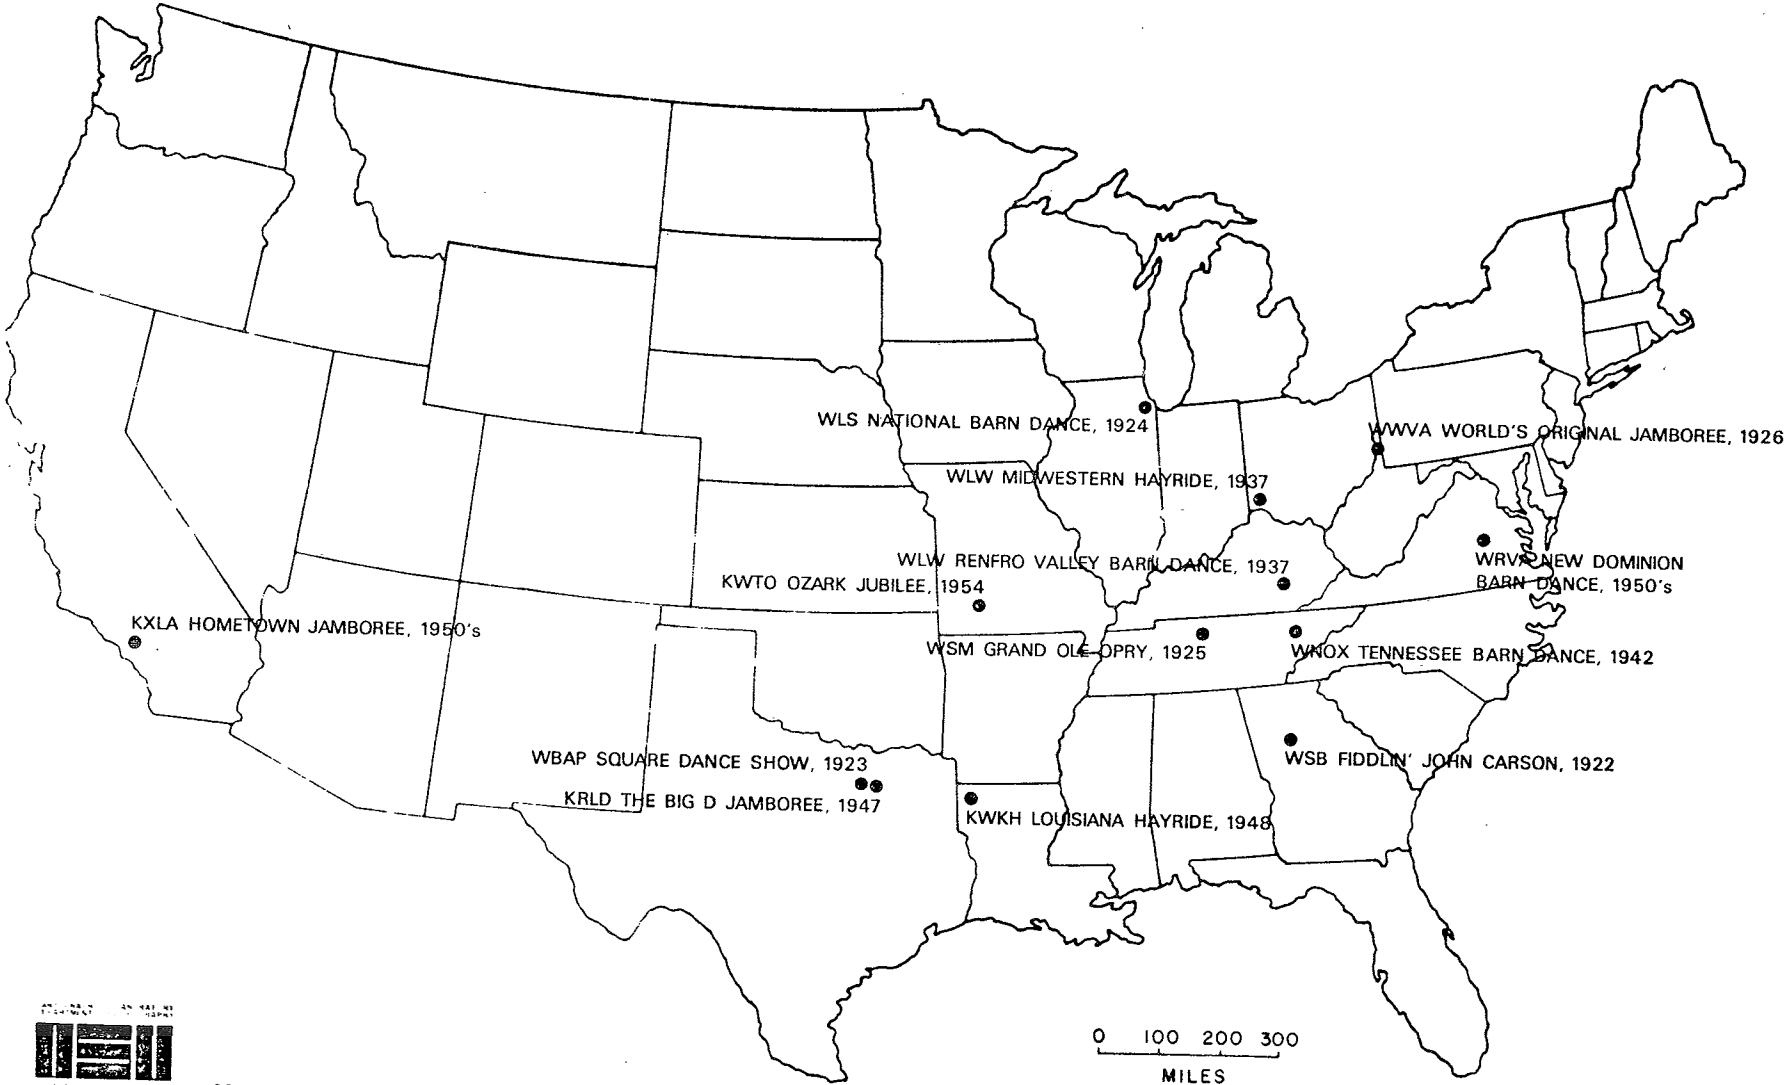 WLS NATIONAL BARN DANCE, 1924
WWVA WORLD'S ORIGINAL JAMBOREE, 1926
WLW MIDWESTERN HAYRIDE, 1937
WLW RENFRO VALLEY BARN DANCE, 1937
WRVA NEW DOMINION
BARN DANCE, 1950's
KWTO OZARK JUBILEE, 1954
KXLA HOMETOWN JAMBOREE, 1950's
WSM GRAND OLE OPRY, 1925
WNOX TENNESSEE BARN DANCE, 1942
WBAP SQUARE DANCE SHOW, 1923
WSB FIDDLIN' JOHN CARSON, 1922
KRLD THE BIG D JAMBOREE, 1947
KWKH LOUISIANA HAYRIDE, 1948
0 100 200 300
MILES